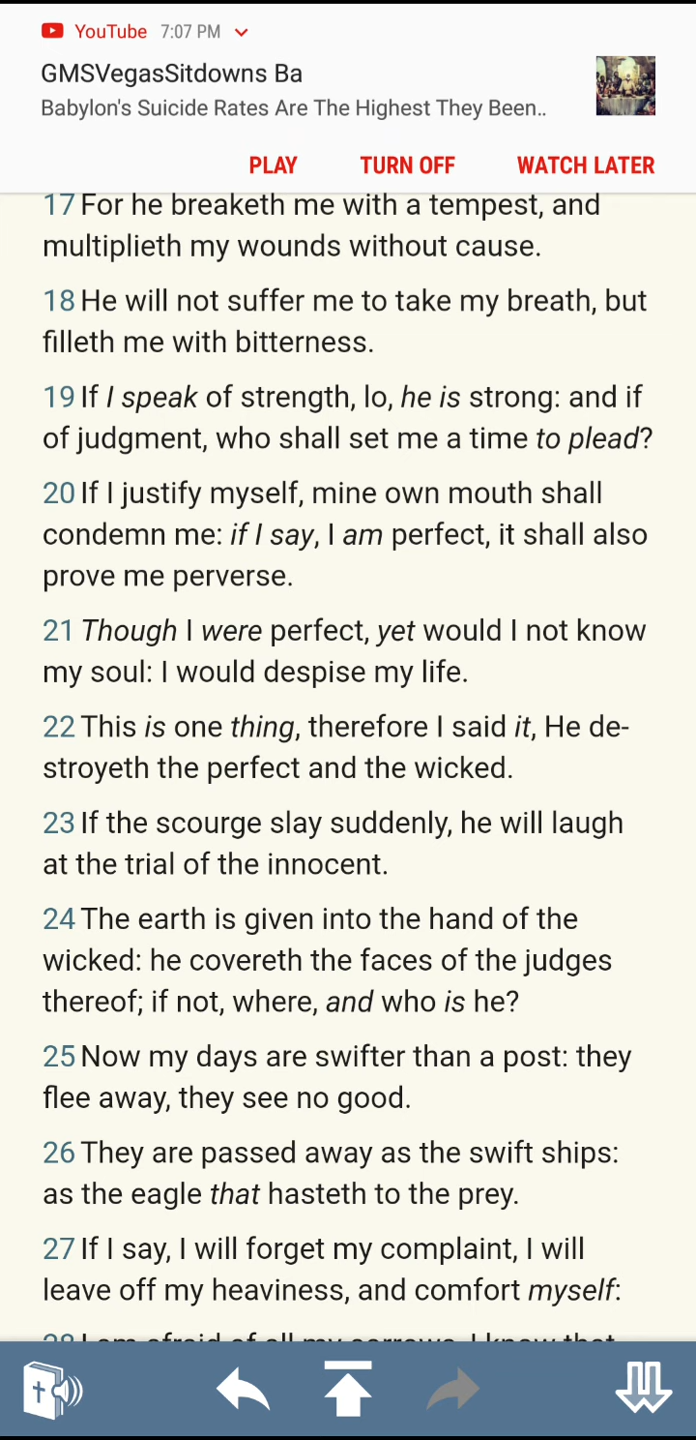 YouTube 7:07 PM
GMSVegasSitdowns Ba
Babylon's Suicide Rates Are The Highest They Been..
PLAY TURN OFF WATCH LATER
17 For he breaketh me with a tempest, and
multiplieth my wounds without cause.
18 He will not suffer me to take my breath, but
filleth me with bitterness.
19 If I speak of strength, lo, he is strong: and if
of judgment, who shall set me a time to plead?
20 If I justify myself, mine own mouth shall
condemn me: if I say, I am perfect, it shall also
prove me perverse.
21 Though I were perfect, yet would I not know
my soul: I would despise my life.
22 This is one thing, therefore I said it, He de-
stroyeth the perfect and the wicked.
23 If the scourge slay suddenly, he will laugh
at the trial of the innocent.
24 The earth is given into the hand of the
wicked: he covereth the faces of the judges
thereof; if not, where, and who is he?
25 Now my days are swifter than a post: they
flee away, they see no good.
26 They are passed away as the swift ships:
as the eagle that hasteth to the prey.
27 If I say, I will forget my complaint, I will
leave off my heaviness, and comfort myself:
28 I am afraid of all my sorrows, I know that